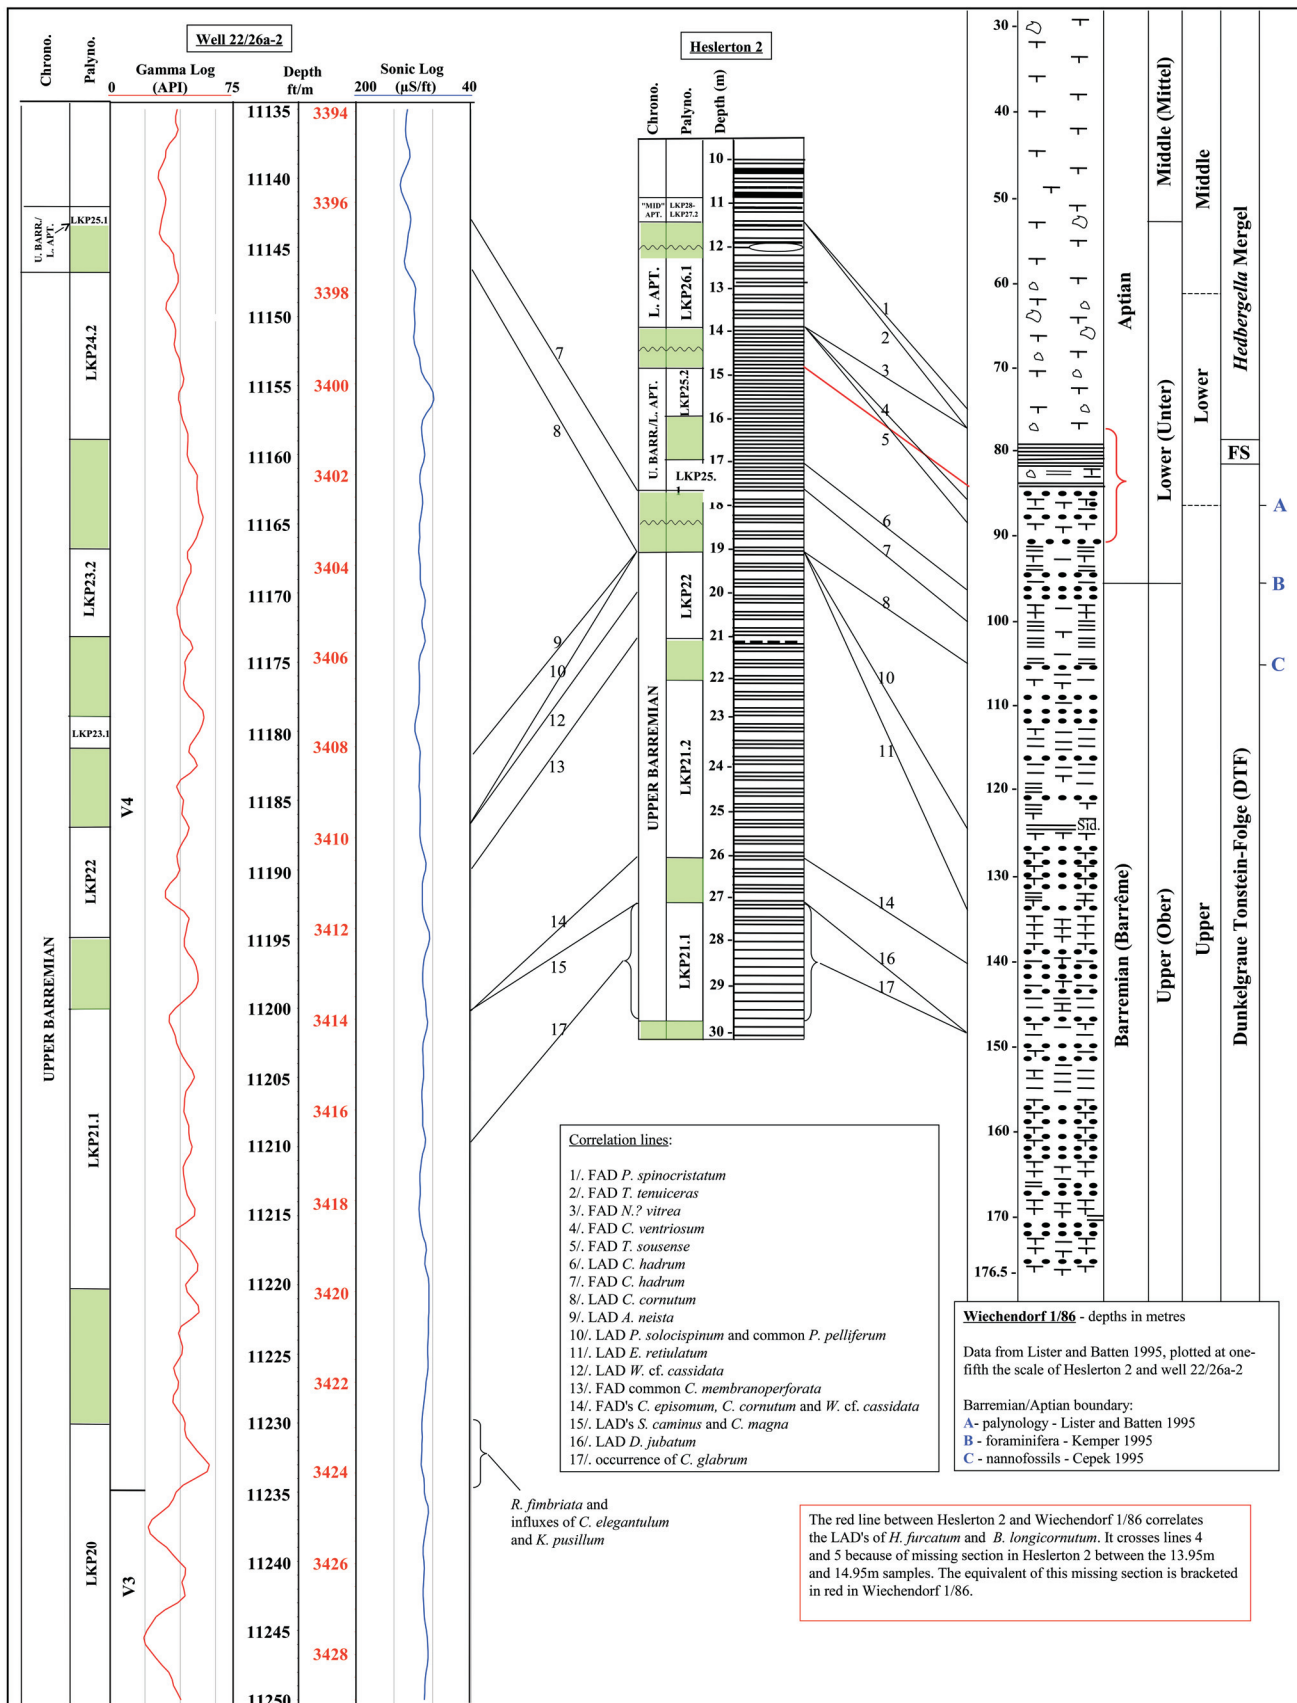 Well 22/26a-2
Chrono.
Palyno.
Gamma Log
(API)
0
75
Depth
ft/m
Sonic Log
(μS/ft)
200
40
11135
11140
11145
11150
11155
11160
11165
11170
11175
11180
11185
11190
11195
11200
11205
11210
11215
11220
11225
11230
11235
11240
11245
11250
3394
3396
3398
3400
3402
3404
3406
3408
3410
3412
3414
3416
3418
3420
3422
3424
3426
3428
U. BARR./
L. APT.
UPPER BARREMIAN
LKP25.1
LKP24.2
LKP23.2
LKP23.1
LKP22
LKP21.1
LKP20
V4
V3
7
8
9
10
12
13
14
15
17
R. fimbriata and
influxes of C. elegantulum
and K. pusillum
Heslerton 2
Chrono.
Palyno.
Depth (m)
"MID"
APT.
LKP28-
LKP27.2
L. APT.
LKP26.1
U. BARR./L. APT.
LKP25.2
LKP25.
1
UPPER BARREMIAN
LKP22
LKP21.2
LKP21.1
10
11
12
13
14
15
16
17
18
19
20
21
22
23
24
25
26
27
28
29
30
1
2
3
4
5
6
7
8
10
11
14
16
17
30
40
50
60
70
80
90
100
110
120
130
140
150
160
170
176.5
Sid.
Aptian
Barremian (Barrême)
Middle (Mittel)
Lower (Unter)
Upper (Ober)
Middle
Lower
Upper
Hedbergella Mergel
FS
Dunkelgraue Tonstein-Folge (DTF)
A
B
C
Correlation lines:
1/. FAD P. spinocristatum
2/. FAD T. tenuiceras
3/. FAD N.? vitrea
4/. FAD C. ventriosum
5/. FAD T. sousense
6/. LAD C. hadrum
7/. FAD C. hadrum
8/. LAD C. cornutum
9/. LAD A. neista
10/. LAD P. solocispinum and common P. pelliferum
11/. LAD E. retiulatum
12/. LAD W. cf. cassidata
13/. FAD common C. membranoperforata
14/. FAD's C. episomum, C. cornutum and W. cf. cassidata
15/. LAD's S. caminus and C. magna
16/. LAD D. jubatum
17/. occurrence of C. glabrum
Wiechendorf 1/86 - depths in metres
Data from Lister and Batten 1995, plotted at one-
fifth the scale of Heslerton 2 and well 22/26a-2
Barremian/Aptian boundary:
A- palynology - Lister and Batten 1995
B - foraminifera - Kemper 1995
C - nannofossils - Cepek 1995
The red line between Heslerton 2 and Wiechendorf 1/86 correlates
the LAD's of H. furcatum and B. longicornutum. It crosses lines 4
and 5 because of missing section in Heslerton 2 between the 13.95m
and 14.95m samples. The equivalent of this missing section is bracketed
in red in Wiechendorf 1/86.